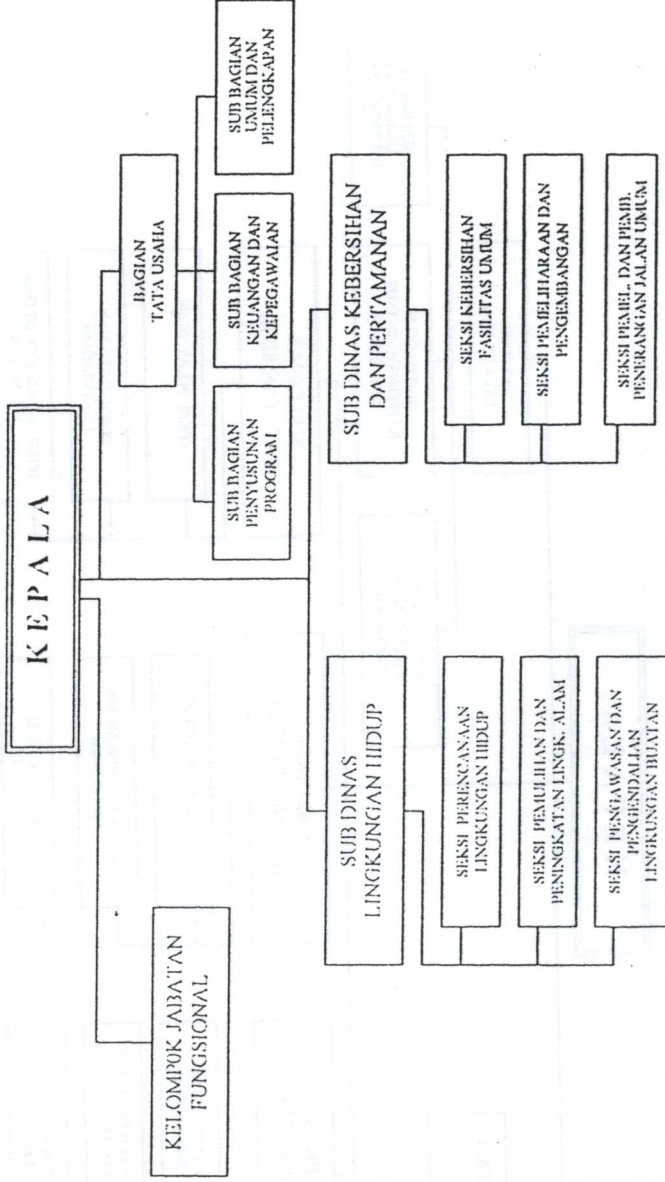 KEPALA
KELOMPOK JABATAN
FUNGSIONAL
BAGIAN
TATA USAHA
SUB BAGIAN
PENYUSUNAN
PROGRAM
SUB BAGIAN
KEUANGAN DAN
KEPEGAWAIAN
SUB BAGIAN
UMUM DAN
PELENGKAPAN
SUB DINAS
LINGKUNGAN HIDUP
SEKSI PERENCANAAN
LINGKUNGAN HIDUP
SEKSI PEMULIHAN DAN
PENINGKATAN LINGK. ALAM
SEKSI PENGAWASAN DAN
PENGENDALIAN
LINGKUNGAN BUATAN
SUB DINAS KEBERSIHAN
DAN PERTAMANAN
SEKSI KEBERSIHAN
FASILITAS UMUM
SEKSI PEMELIHARAAN DAN
PENGEMBANGAN
SEKSI PEMEL. DAN PEMB.
PENERANGAN JALAN UMUM